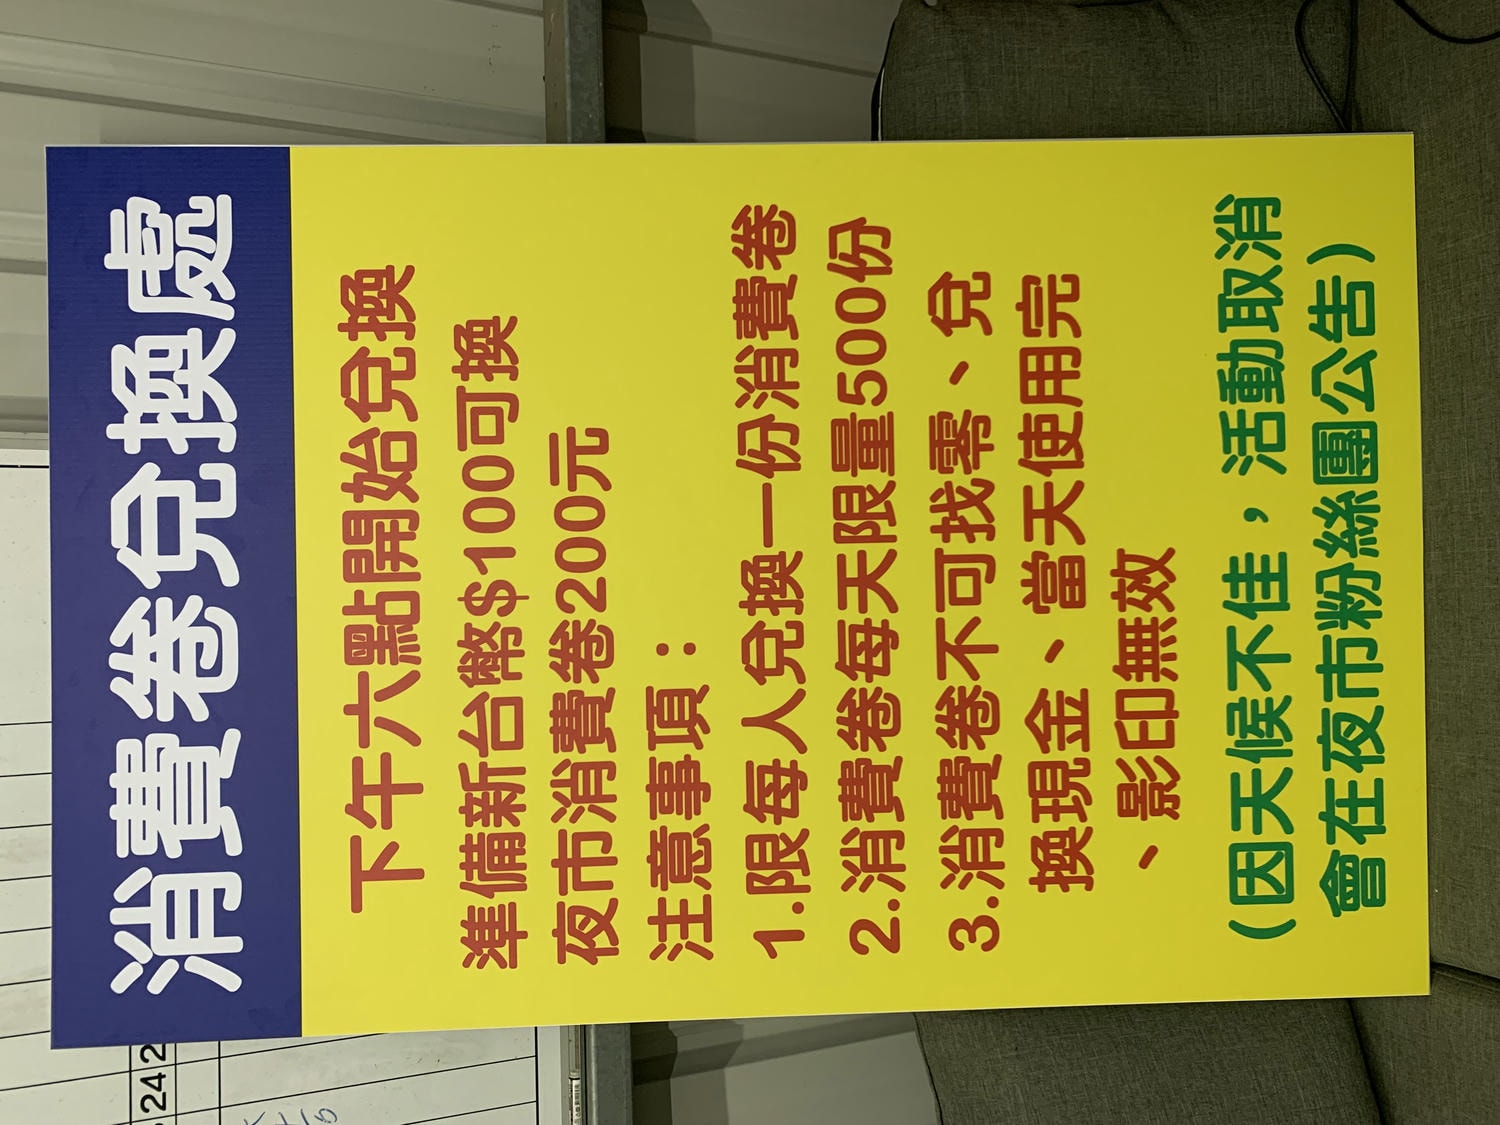 消費卷兌換處
下午六點開始兌換
準備新台幣$100可換
夜市消費卷200元
注意事項：
1.限每人兌換一份消費卷
2.消費卷每天限量500份
3.消費卷不可找零、兌
換現金、當天使用完
、影印無效
(因天候不佳，活動取消
會在夜市粉絲團公告)
24 2